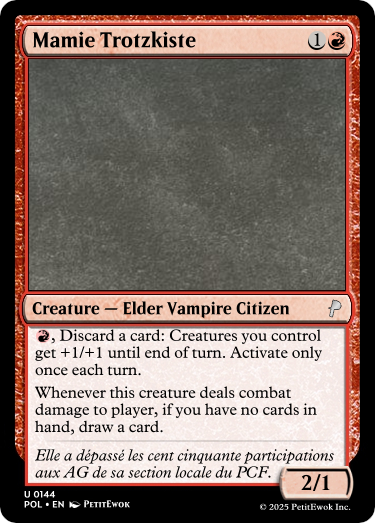 Mamie Trotzkiste 1
Creature — Elder Vampire Citizen
, Discard a card: Creatures you control
get +1/+1 until end of turn. Activate only
once each turn.
Whenever this creature deals combat
damage to player, if you have no cards in
hand, draw a card.
Elle a dépassé les cent cinquante participations
aux AG de sa section locale du PCF.
2/1
U 0144
POL • EN PetitEwok
© 2025 PetitEwok Inc.